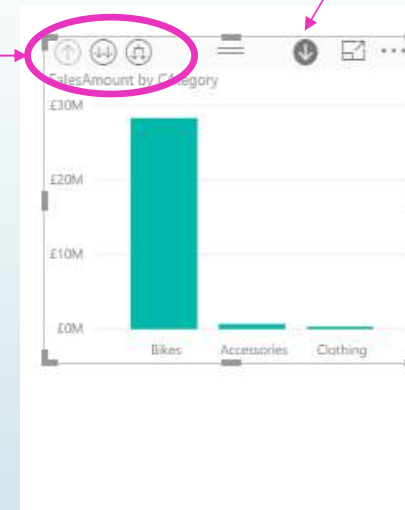 SalesAmount by CAtegory
£30M
£20M
£10M
£0M
Bikes Accessories Clothing